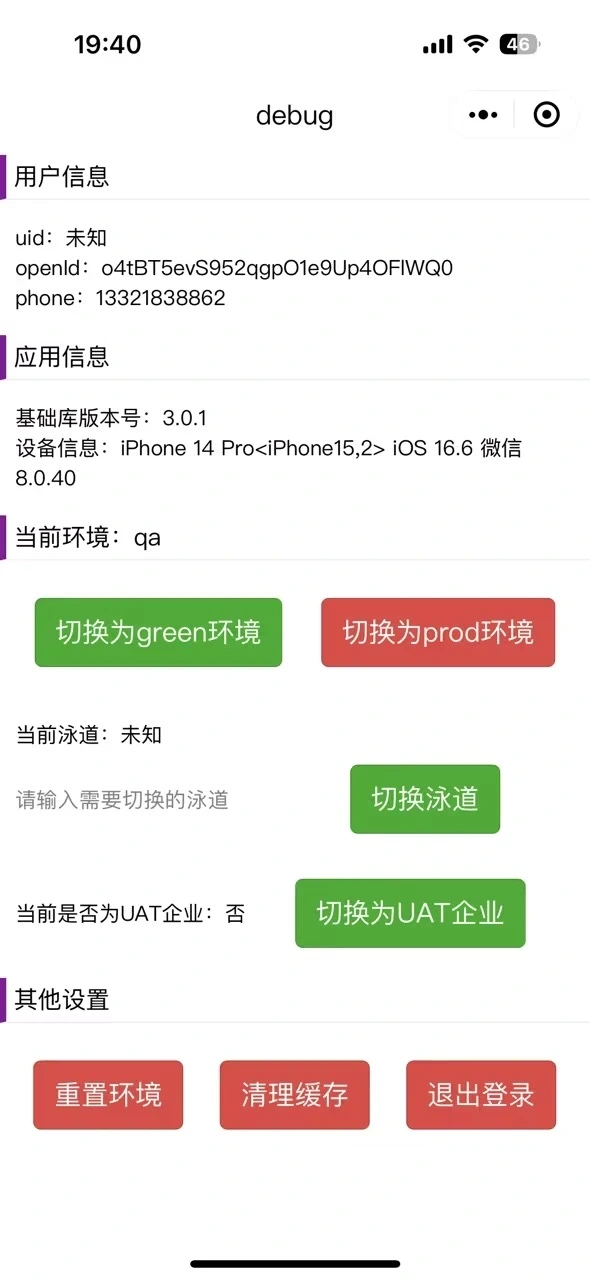 19:40
46
debug
用户信息
uid：未知
openId：o4tBT5evS952qgpO1e9Up4OFlWQ0
phone：13321838862
应用信息
基础库版本号：3.0.1
设备信息：iPhone 14 Pro<iPhone15,2> iOS 16.6 微信
8.0.40
当前环境：qa
切换为green环境 切换为prod环境
当前泳道：未知
请输入需要切换的泳道 切换泳道
当前是否为UAT企业：否 切换为UAT企业
其他设置
重置环境 清理缓存 退出登录